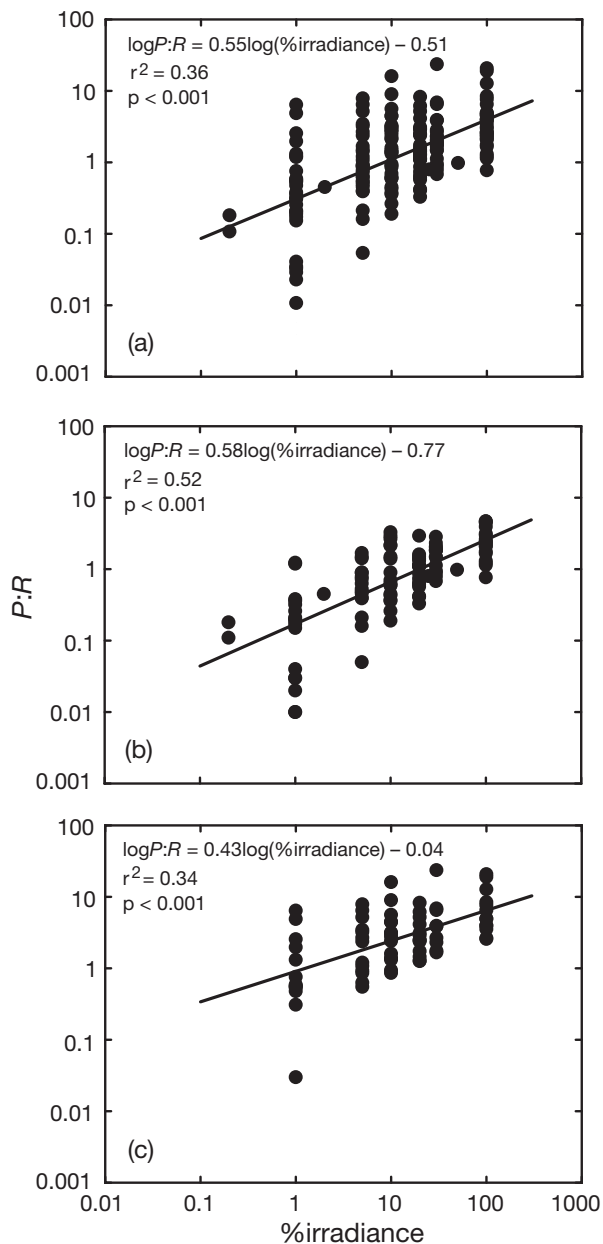 100
logP:R = 0.55log(%irradiance) – 0.51
r² = 0.36
p < 0.001
10
1
0.1
0.01
(a)
0.001
100
logP:R = 0.58log(%irradiance) – 0.77
r² = 0.52
p < 0.001
10
1
P:R
0.1
0.01
(b)
0.001
100
logP:R = 0.43log(%irradiance) – 0.04
r² = 0.34
p < 0.001
10
1
0.1
0.01
(c)
0.001
0.01 0.1 1 10 100 1000
%irradiance